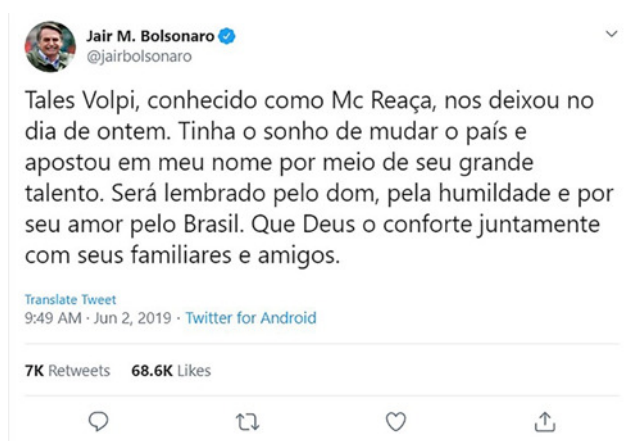 Jair M. Bolsonaro
@jairbolsonaro
Tales Volpi, conhecido como Mc Reaça, nos deixou no
dia de ontem. Tinha o sonho de mudar o país e
apostou em meu nome por meio de seu grande
talento. Será lembrado pelo dom, pela humildade e por
seu amor pelo Brasil. Que Deus o conforte juntamente
com seus familiares e amigos.
Translate Tweet
9:49 AM · Jun 2, 2019 · Twitter for Android
7K Retweets 68.6K Likes